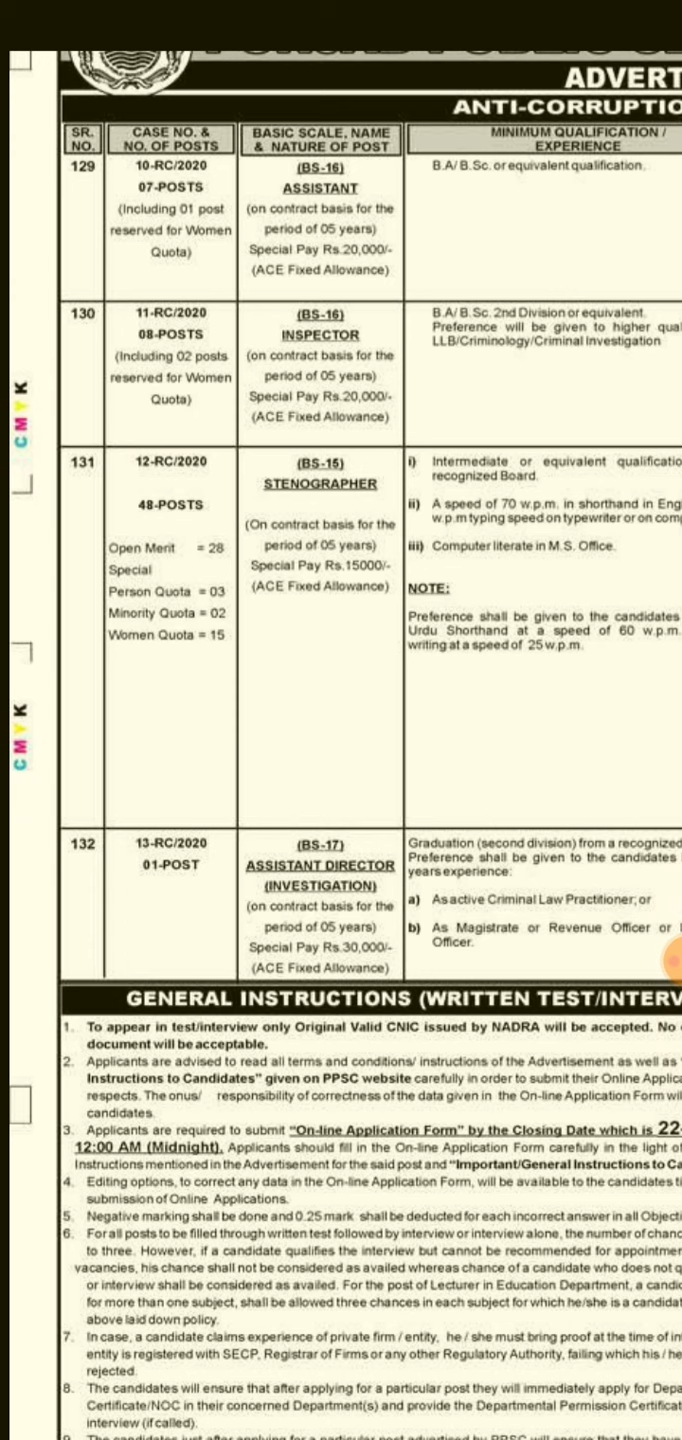 ADVERT
ANTI-CORRUPTIO
SR. NO.
CASE NO. & NO. OF POSTS
BASIC SCALE, NAME & NATURE OF POST
MINIMUM QUALIFICATION / EXPERIENCE
129
10-RC/2020
07-POSTS
(Including 01 post
reserved for Women
Quota)
(BS-16)
ASSISTANT
(on contract basis for the
period of 05 years)
Special Pay Rs.20,000/-
(ACE Fixed Allowance)
B.A/ B.Sc. or equivalent qualification.
130
11-RC/2020
08-POSTS
(Including 02 posts
reserved for Women
Quota)
(BS-16)
INSPECTOR
(on contract basis for the
period of 05 years)
Special Pay Rs.20,000/-
(ACE Fixed Allowance)
B.A/ B.Sc. 2nd Division or equivalent.
Preference will be given to higher qual
LLB/Criminology/Criminal Investigation
131
12-RC/2020
48-POSTS
Open Merit = 28
Special
Person Quota = 03
Minority Quota = 02
Women Quota = 15
(BS-15)
STENOGRAPHER
(On contract basis for the
period of 05 years)
Special Pay Rs.15000/-
(ACE Fixed Allowance)
i) Intermediate or equivalent qualificatio
recognized Board.
ii) A speed of 70 w.p.m. in shorthand in Eng
w.p.m typing speed on typewriter or on com
iii) Computer literate in M.S. Office.
NOTE:
Preference shall be given to the candidates
Urdu Shorthand at a speed of 60 w.p.m.
writing at a speed of 25 w.p.m.
132
13-RC/2020
01-POST
(BS-17)
ASSISTANT DIRECTOR
(INVESTIGATION)
(on contract basis for the
period of 05 years)
Special Pay Rs.30,000/-
(ACE Fixed Allowance)
Graduation (second division) from a recognized
Preference shall be given to the candidates
years experience:
a) As active Criminal Law Practitioner; or
b) As Magistrate or Revenue Officer or
Officer.
CMYK
CMYK
GENERAL INSTRUCTIONS (WRITTEN TEST/INTERV
1. To appear in test/interview only Original Valid CNIC issued by NADRA will be accepted. No
document will be acceptable.
2. Applicants are advised to read all terms and conditions/ instructions of the Advertisement as well as
Instructions to Candidates" given on PPSC website carefully in order to submit their Online Applica
respects. The onus/ responsibility of correctness of the data given in the On-line Application Form wil
candidates.
3. Applicants are required to submit "On-line Application Form" by the Closing Date which is 22-
12:00 AM (Midnight). Applicants should fill in the On-line Application Form carefully in the light of
Instructions mentioned in the Advertisement for the said post and "Important/General Instructions to Ca
4. Editing options, to correct any data in the On-line Application Form, will be available to the candidates ti
submission of Online Applications.
5. Negative marking shall be done and 0.25 mark shall be deducted for each incorrect answer in all Objecti
6. For all posts to be filled through written test followed by interview or interview alone, the number of chanc
to three. However, if a candidate qualifies the interview but cannot be recommended for appointmen
vacancies, his chance shall not be considered as availed whereas chance of a candidate who does not q
or interview shall be considered as availed. For the post of Lecturer in Education Department, a candid
for more than one subject, shall be allowed three chances in each subject for which he/she is a candidat
above laid down policy.
7. In case, a candidate claims experience of private firm / entity, he / she must bring proof at the time of in
entity is registered with SECP, Registrar of Firms or any other Regulatory Authority, failing which his / he
rejected.
8. The candidates will ensure that after applying for a particular post they will immediately apply for Depa
Certificate/NOC in their concerned Department(s) and provide the Departmental Permission Certificat
interview (if called).